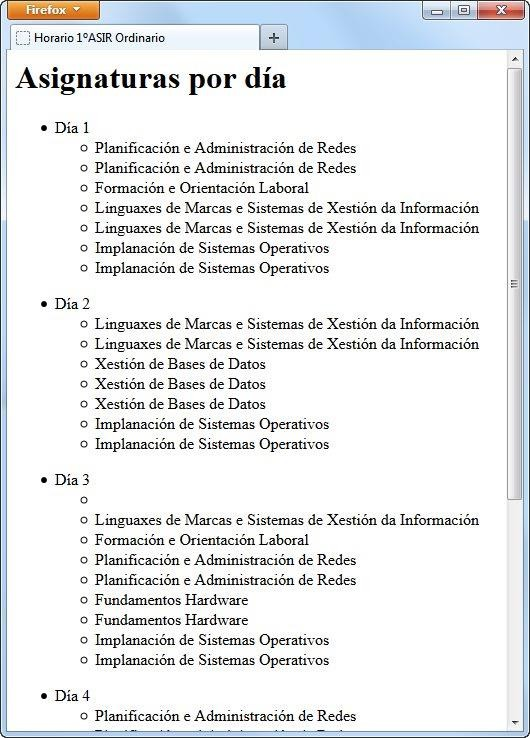 Firefox
Horario 1ºASIR Ordinario
Asignaturas por día
Día 1
Planificación e Administración de Redes
Planificación e Administración de Redes
Formación e Orientación Laboral
Linguaxes de Marcas e Sistemas de Xestión da Información
Linguaxes de Marcas e Sistemas de Xestión da Información
Implanación de Sistemas Operativos
Implanación de Sistemas Operativos
Día 2
Linguaxes de Marcas e Sistemas de Xestión da Información
Linguaxes de Marcas e Sistemas de Xestión da Información
Xestión de Bases de Datos
Xestión de Bases de Datos
Xestión de Bases de Datos
Implanación de Sistemas Operativos
Implanación de Sistemas Operativos
Día 3
Linguaxes de Marcas e Sistemas de Xestión da Información
Formación e Orientación Laboral
Planificación e Administración de Redes
Planificación e Administración de Redes
Fundamentos Hardware
Fundamentos Hardware
Implanación de Sistemas Operativos
Implanación de Sistemas Operativos
Día 4
Planificación e Administración de Redes